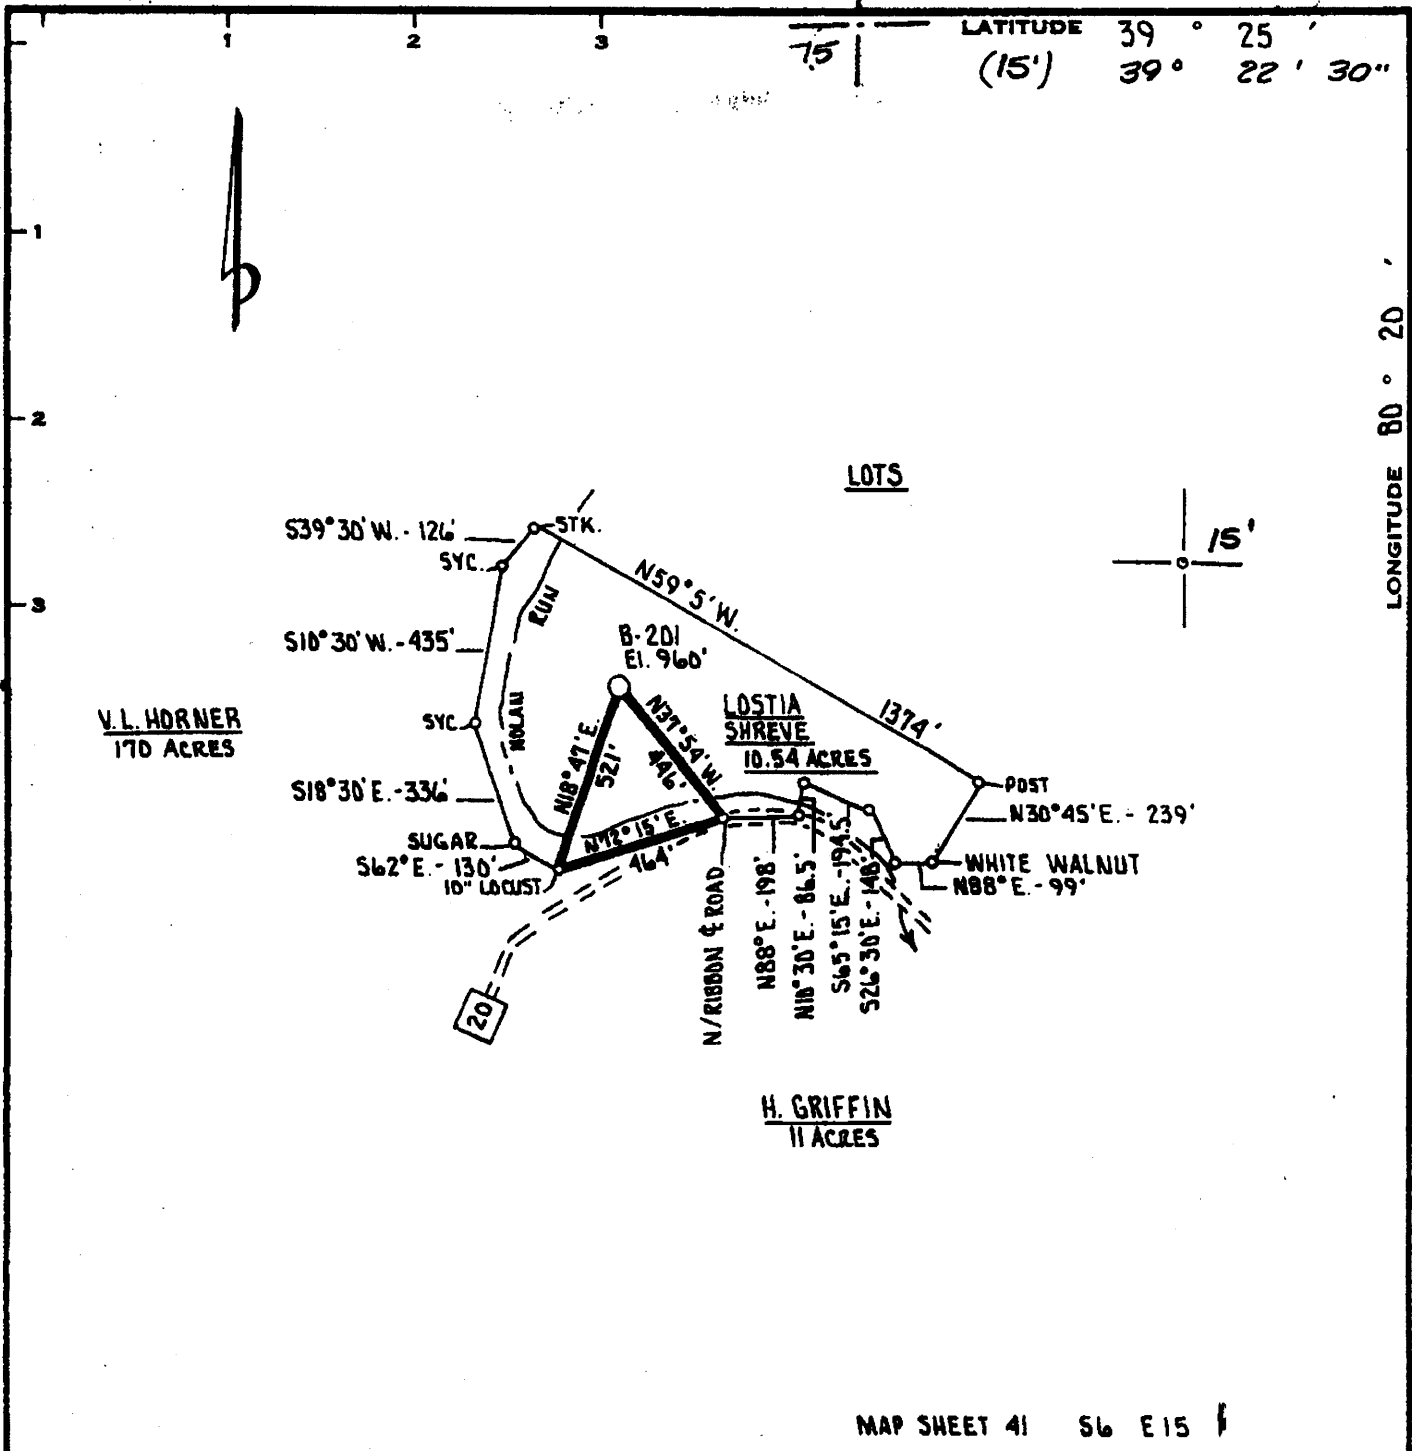 1
2
3
7.5
LATITUDE 39 ° 25 '
(15') 39° 22' 30"
1
2
3
LONGITUDE 80 ° 20 '
LOTS
15'
S39°30'W.-126'
STK.
SYC.
N59°5'W.
1374'
RUN
S10°30'W.-435'
B-201
El. 960'
V.L. HORNER
170 ACRES
SYC.
NOLAN
N18°47'E.
521'
N37°54'W.
446'
LOSTIA
SHREVE
10.54 ACRES
POST
S18°30'E.-336'
N30°45'E.-239'
SUGAR
N72°15'E.
464'
S62°E.-130'
10" LOCUST
WHITE WALNUT
N88°E.-99'
N/RIBBON ℄ ROAD
N88°E.-198'
N10°30'E.-86.5'
S65°15'E.-194.5'
S26°30'E.-148'
20
H. GRIFFIN
11 ACRES
MAP SHEET 41 S6 E15